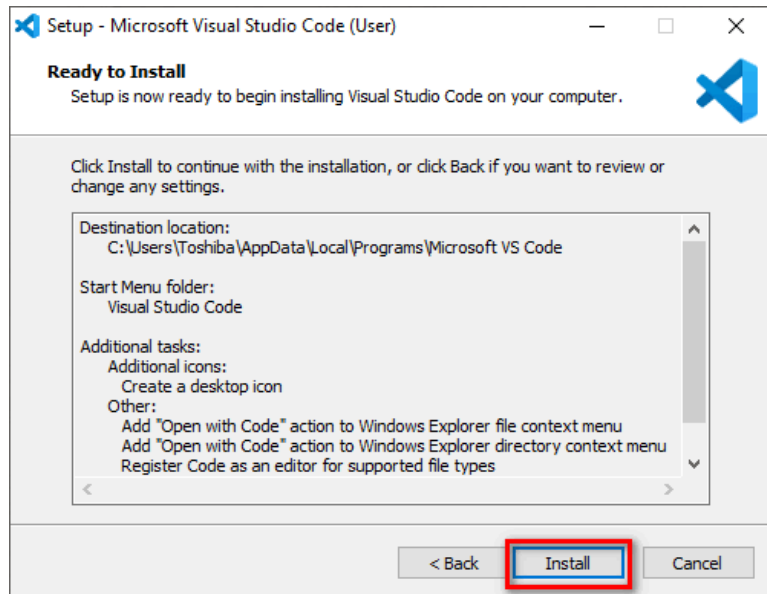 Setup - Microsoft Visual Studio Code (User)
Ready to Install
Setup is now ready to begin installing Visual Studio Code on your computer.
Click Install to continue with the installation, or click Back if you want to review or
change any settings.
Destination location:
C:\Users\Toshiba\AppData\Local\Programs\Microsoft VS Code
Start Menu folder:
Visual Studio Code
Additional tasks:
Additional icons:
Create a desktop icon
Other:
Add "Open with Code" action to Windows Explorer file context menu
Add "Open with Code" action to Windows Explorer directory context menu
Register Code as an editor for supported file types
< Back Install Cancel